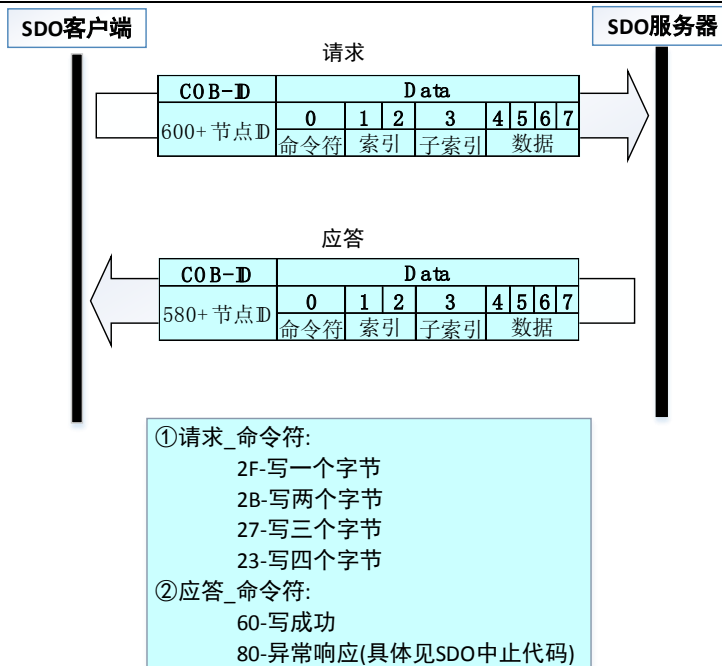 SDO客户端
SDO服务器
请求
COB-ID
Data
600+节点ID
0 1 2 3 4 5 6 7
命令符 索引 子索引 数据
应答
COB-ID
Data
580+节点ID
0 1 2 3 4 5 6 7
命令符 索引 子索引 数据
①请求_命令符:
2F-写一个字节
2B-写两个字节
27-写三个字节
23-写四个字节
②应答_命令符:
60-写成功
80-异常响应(具体见SDO中止代码)